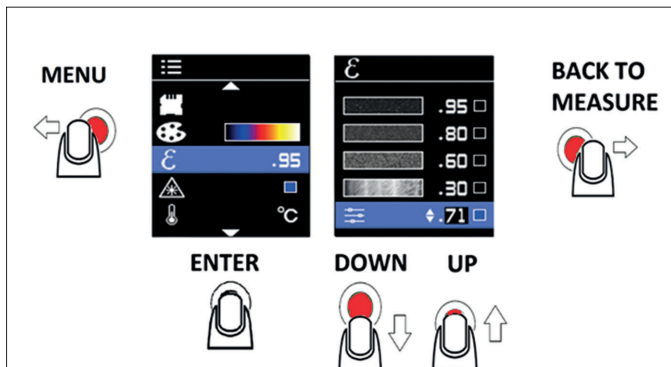 MENU
BACK TO
MEASURE
ℰ .95
°C
ℰ
.95
.80
.60
.30
.71
ENTER
DOWN
UP